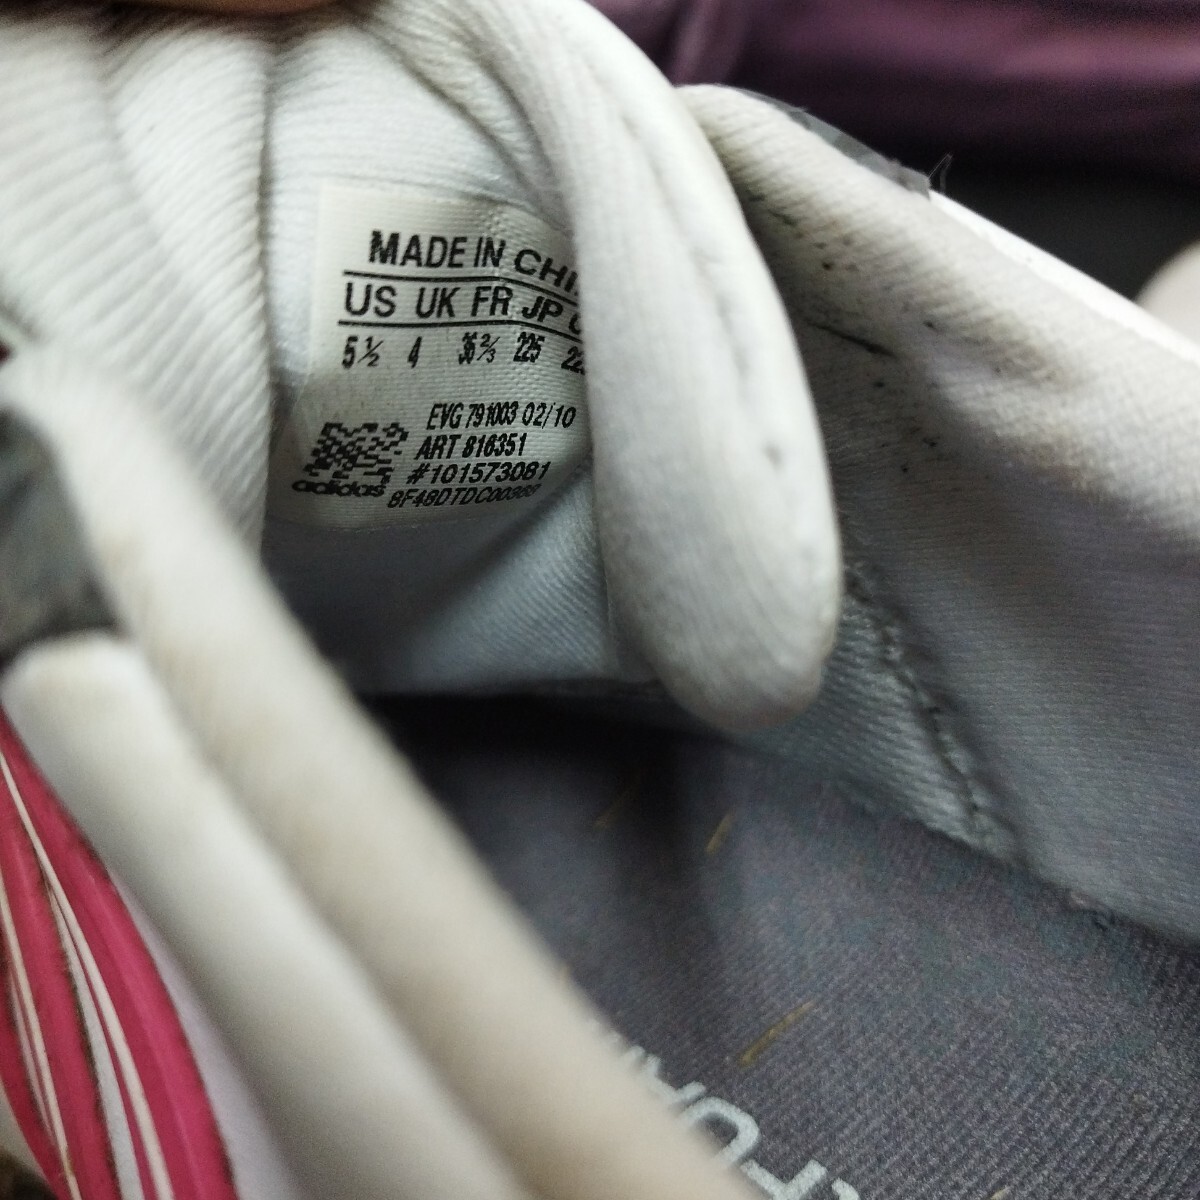 MADE IN CHI
US UK FR JP
5½ 4 36⅔ 225 22
EVG 791003 02/10
ART 816351
#101573081
adidas